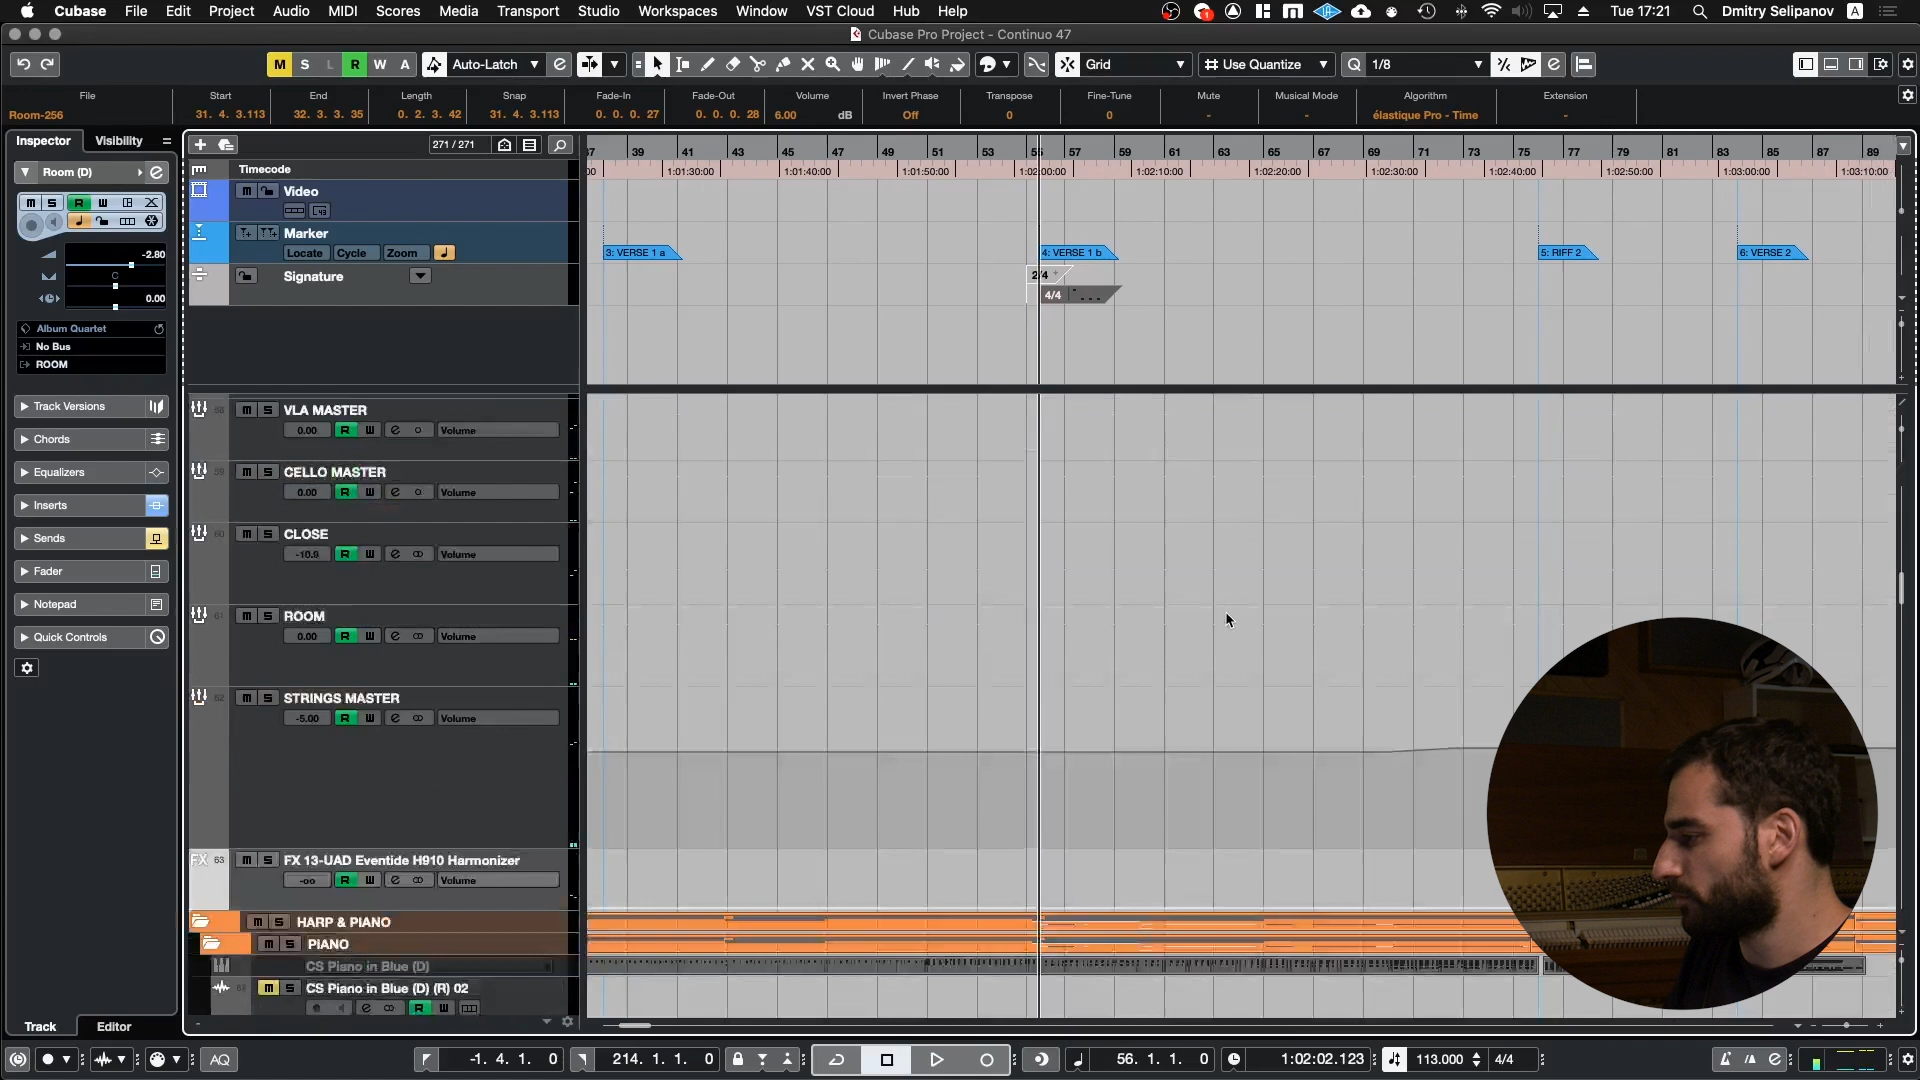 Cubase File Edit Project Audio MIDI Scores Media Transport Studio Workspaces Window VST Cloud Hub Help
1 Tue 17:21 Dmitry Selipanov A
Cubase Pro Project - Continuo 47
M S L R W A Auto-Latch Grid Use Quantize Q 1/8
File Start End Length Snap Fade-In Fade-Out Volume Invert Phase Transpose Fine-Tune Mute Musical Mode Algorithm Extension
Room-256 31. 4. 3.113 32. 3. 3. 35 0. 2. 3. 42 31. 4. 3.113 0. 0. 0. 27 0. 0. 0. 28 6.00 dB Off 0 0 - - élastique Pro - Time -
Inspector Visibility
271 / 271
37 39 41 43 45 47 49 51 53 55 57 59 61 63 65 67 69 71 73 75 77 79 81 83 85 87 89
Room (D)
Timecode
1:01:30:00 1:01:40:00 1:01:50:00 1:02:00:00 1:02:10:00 1:02:20:00 1:02:30:00 1:02:40:00 1:02:50:00 1:03:00:00 1:03:10:00
m Video
m S R W
Marker
Locate Cycle Zoom
3: VERSE 1 a 4: VERSE 1 b 5: RIFF 2 6: VERSE 2
-2.80
C
0.00
Signature
2/4
4/4
Album Quartet
No Bus
ROOM
Track Versions
Chords
Equalizers
Inserts
Sends
Fader
Notepad
Quick Controls
m S VLA MASTER
0.00 R W e Volume
59 m S CELLO MASTER
0.00 R W e Volume
60 m S CLOSE
-10.9 R W e Volume
61 m S ROOM
0.00 R W e Volume
62 m S STRINGS MASTER
-5.00 R W e Volume
FX 63 m S FX 13-UAD Eventide H910 Harmonizer
-oo R W e Volume
m S HARP & PIANO
m S PIANO
CS Piano in Blue (D)
m S CS Piano in Blue (D) (R) 02
e R W
Track Editor
AQ -1. 4. 1. 0 214. 1. 1. 0 56. 1. 1. 0 1:02:02.123 113.000 4/4